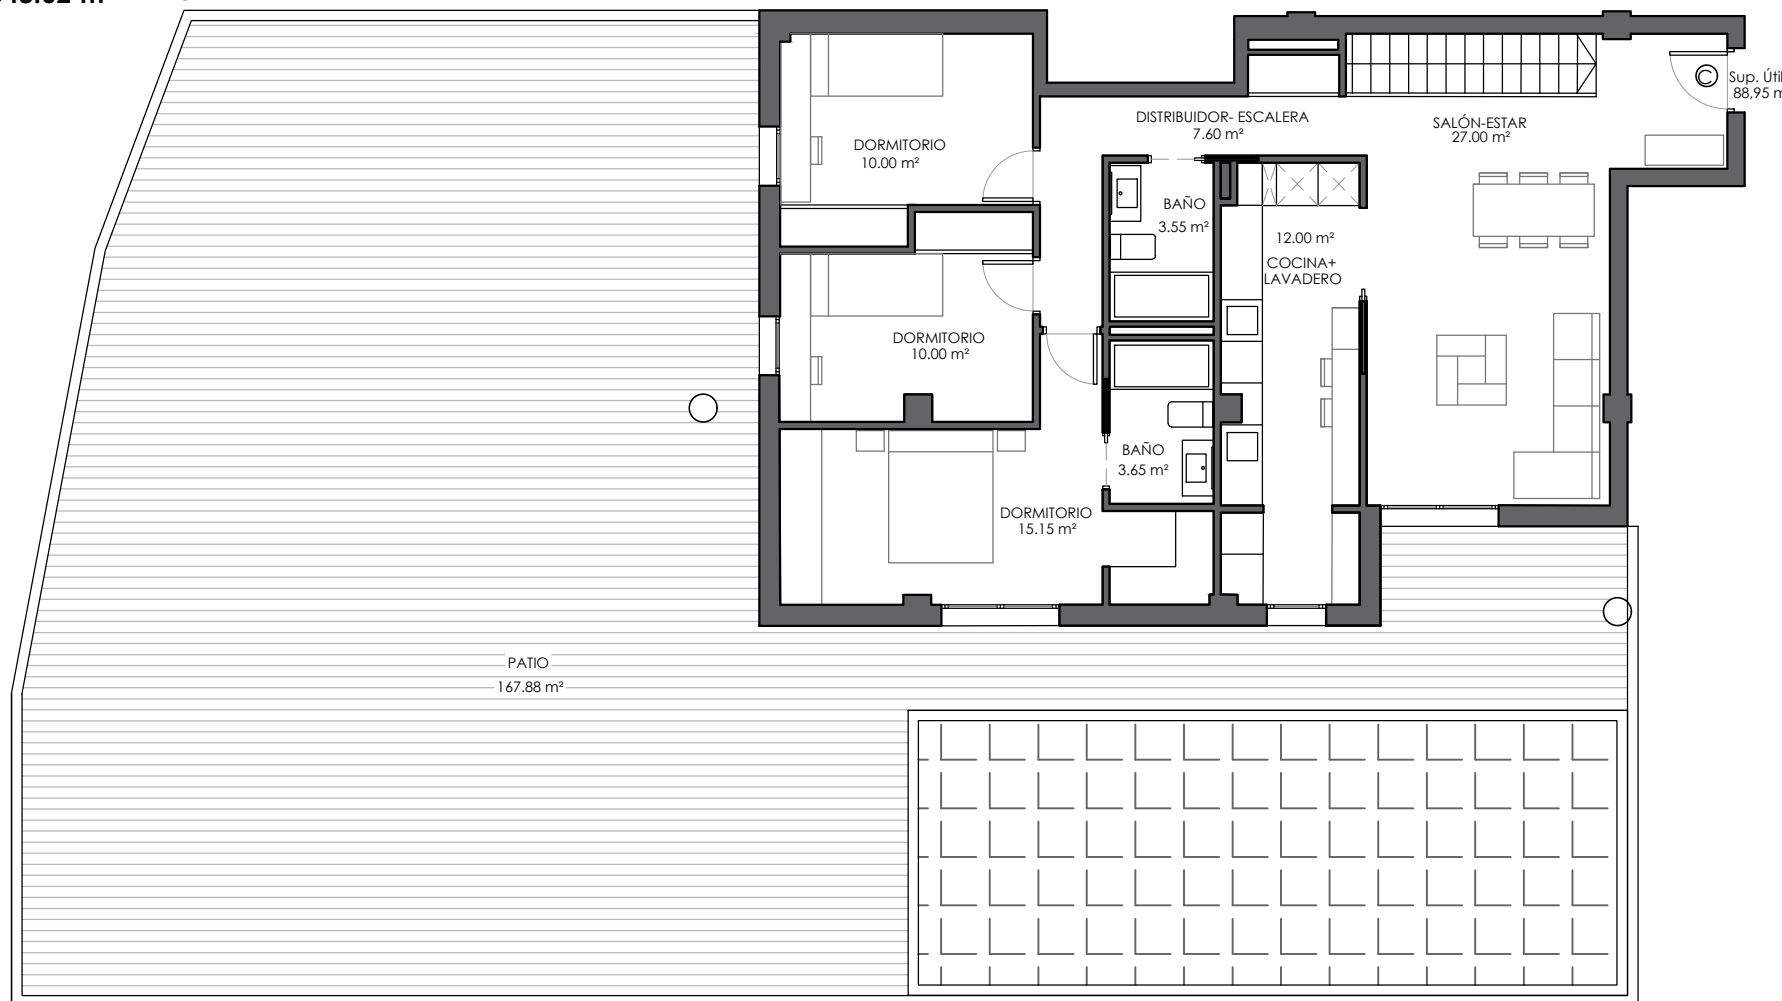 Sup. Útil
88,95 m
C
DISTRIBUIDOR- ESCALERA
7.60 m²
SALÓN-ESTAR
27.00 m²
DORMITORIO
10.00 m²
BAÑO
3.55 m²
12.00 m²
COCINA+
LAVADERO
DORMITORIO
10.00 m²
BAÑO
3.65 m²
DORMITORIO
15.15 m²
PATIO
167.88 m²